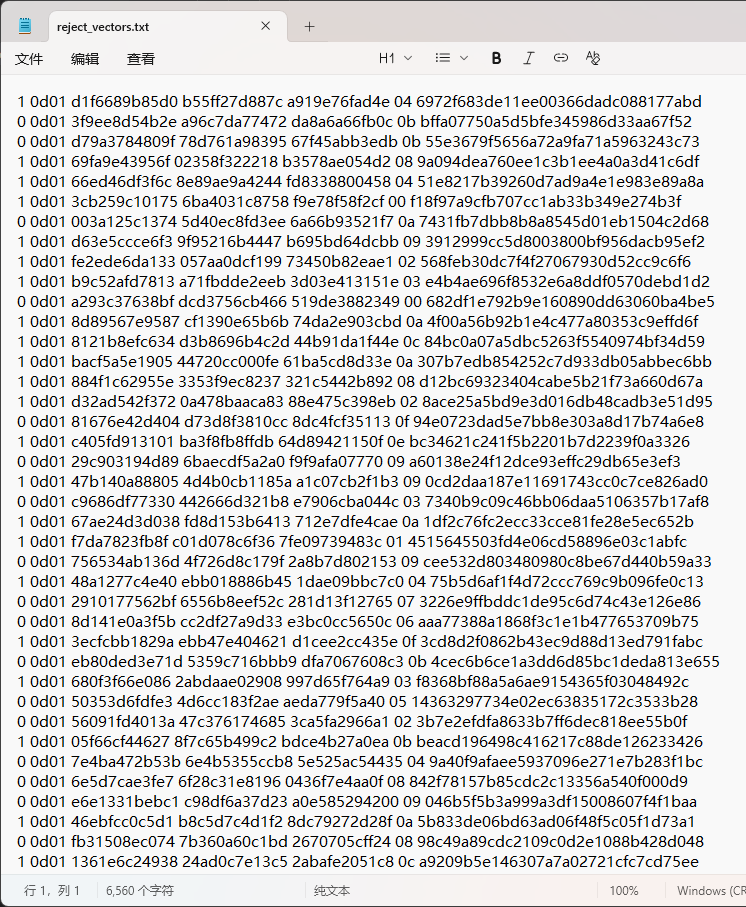 reject_vectors.txt
文件 编辑 查看 H1 B I
1 0d01 d1f6689b85d0 b55ff27d887c a919e76fad4e 04 6972f683de11ee00366dadc088177abd
0 0d01 3f9ee8d54b2e a96c7da77472 da8a6a66fb0c 0b bffa07750a5d5bfe345986d33aa67f52
0 0d01 d79a3784809f 78d761a98395 67f45abb3edb 0b 55e3679f5656a72a9fa71a5963243c73
1 0d01 69fa9e43956f 02358f322218 b3578ae054d2 08 9a094dea760ee1c3b1ee4a0a3d41c6df
1 0d01 66ed46df3f6c 8e89ae9a4244 fd8338800458 04 51e8217b39260d7ad9a4e1e983e89a8a
1 0d01 3cb259c10175 6ba4031c8758 f9e78f58f2cf 00 f18f97a9cfb707cc1ab33b349e274b3f
0 0d01 003a125c1374 5d40ec8fd3ee 6a66b93521f7 0a 7431fb7dbb8b8a8545d01eb1504c2d68
1 0d01 d63e5ccce6f3 9f95216b4447 b695bd64dcbb 09 3912999cc5d8003800bf956dacb95ef2
1 0d01 fe2ede6da133 057aa0dcf199 73450b82eae1 02 568feb30dc7f4f27067930d52cc9c6f6
1 0d01 b9c52afd7813 a71fbdde2eeb 3d03e413151e 03 e4b4ae696f8532e6a8ddf0570debd1d2
0 0d01 a293c37638bf dcd3756cb466 519de3882349 00 682df1e792b9e160890dd63060ba4be5
1 0d01 8d89567e9587 cf1390e65b6b 74da2e903cbd 0a 4f00a56b92b1e4c477a80353c9effd6f
1 0d01 8121b8efc634 d3b8696b4c2d 44b91da1f44e 0c 84bc0a07a5dbc5263f5540974bf34d59
1 0d01 bacf5a5e1905 44720cc000fe 61ba5cd8d33e 0a 307b7edb854252c7d933db05abbec6bb
1 0d01 884f1c62955e 3353f9ec8237 321c5442b892 08 d12bc69323404cabe5b21f73a660d67a
1 0d01 d32ad542f372 0a478baaca83 88e475c398eb 02 8ace25a5bd9e3d016db48cadb3e51d95
0 0d01 81676e42d404 d73d8f3810cc 8dc4fcf35113 0f 94e0723dad5e7bb8e303a8d17b74a6e8
1 0d01 c405fd913101 ba3f8fb8ffdb 64d89421150f 0e bc34621c241f5b2201b7d2239f0a3326
0 0d01 29c903194d89 6baecdf5a2a0 f9f9afa07770 09 a60138e24f12dce93effc29db65e3ef3
1 0d01 47b140a88805 4d4b0cb1185a a1c07cb2f1b3 09 0cd2daa187e11691743cc0c7ce826ad0
0 0d01 c9686df77330 442666d321b8 e7906cba044c 03 7340b9c09c46bb06daa5106357b17af8
1 0d01 67ae24d3d038 fd8d153b6413 712e7dfe4cae 0a 1df2c76fc2ecc33cce81fe28e5ec652b
1 0d01 f7da7823fb8f c01d078c6f36 7fe09739483c 01 4515645503fd4e06cd58896e03c1abfc
0 0d01 756534ab136d 4f726d8c179f 2a8b7d802153 09 cee532d803480980c8be67d440b59a33
1 0d01 48a1277c4e40 ebb018886b45 1dae09bbc7c0 04 75b5d6af1f4d72ccc769c9b096fe0c13
0 0d01 2910177562bf 6556b8eef52c 281d13f12765 07 3226e9ffbddc1de95c6d74c43e126e86
0 0d01 8d141e0a3f5b cc2df27a9d33 e3bc0cc5650c 06 aaa77388a1868f3c1e1b477653709b75
1 0d01 3ecfcbb1829a ebb47e404621 d1cee2cc435e 0f 3cd8d2f0862b43ec9d88d13ed791fabc
0 0d01 eb80ded3e71d 5359c716bbb9 dfa7067608c3 0b 4cec6b6ce1a3dd6d85bc1deda813e655
1 0d01 680f3f66e086 2abdaae02908 997d65f764a9 03 f8368bf88a5a6ae9154365f03048492c
0 0d01 50353d6fdfe3 4d6cc183f2ae aeda779f5a40 05 14363297734e02ec63835172c3533b28
0 0d01 56091fd4013a 47c376174685 3ca5fa2966a1 02 3b7e2efdfa8633b7ff6dec818ee55b0f
1 0d01 05f66cf44627 8f7c65b499c2 bdce4b27a0ea 0b beacd196498c416217c88de126233426
0 0d01 7e4ba472b53b 6e4b5355ccb8 5e525ac54435 04 9a40f9afaee5937096e271e7b283f1bc
0 0d01 6e5d7cae3fe7 6f28c31e8196 0436f7e4aa0f 08 842f78157b85cdc2c13356a540f000d9
0 0d01 e6e1331bebc1 c98df6a37d23 a0e585294200 09 046b5f5b3a999a3df15008607f4f1baa
1 0d01 46ebfcc0c5d1 b8c5d7c4d1f2 8dc79272d28f 0a 5b833de06bd63ad06f48f5c05f1d73a1
0 0d01 fb31508ec074 7b360a60c1bd 2670705cff24 08 98c49a89cdc2109c0d2e1088b428d048
1 0d01 1361e6c24938 24ad0c7e13c5 2abafe2051c8 0c a9209b5e146307a7a02721cfc7cd75ee
行 1，列 1 6,560 个字符 纯文本 100% Windows (CR